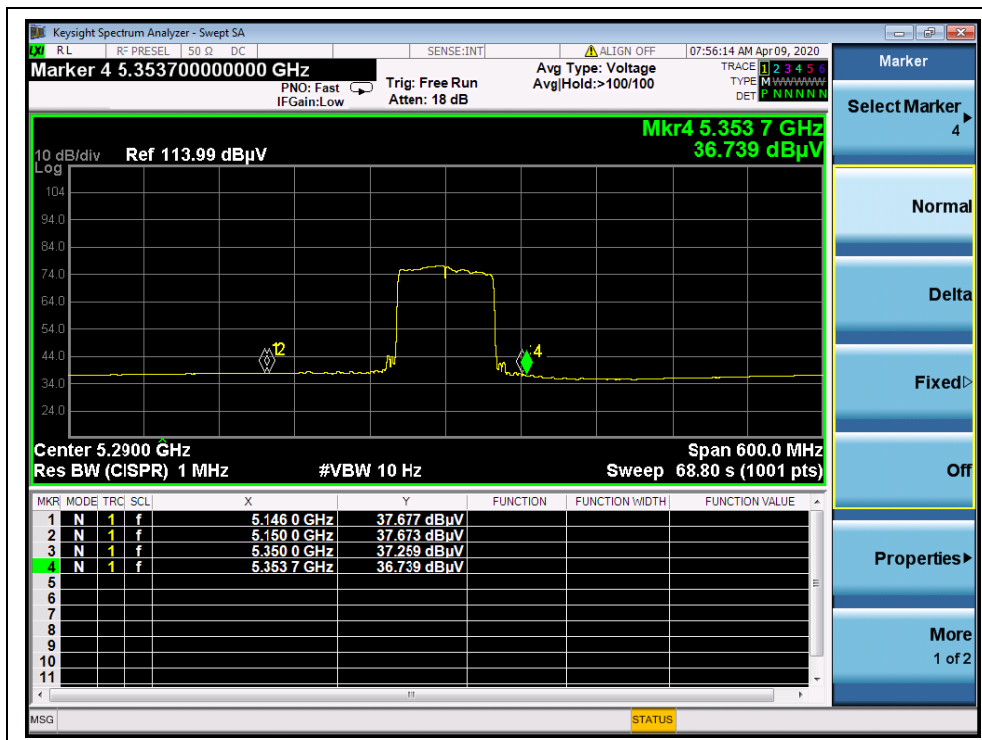 Keysight Spectrum Analyzer - Swept SA
LXI RL RF PRESEL 50 Ω DC SENSE:INT ALIGN OFF 07:56:14 AM Apr 09, 2020
Marker 4 5.353700000000 GHz
PNO: Fast
IFGain:Low
Trig: Free Run
Atten: 18 dB
Avg Type: Voltage
Avg|Hold:>100/100
TRACE 1 2 3 4 5 6
TYPE M WWWWW
DET P N N N N N
Mkr4 5.353 7 GHz
36.739 dBµV
10 dB/div Ref 113.99 dBµV
Log
104
94.0
84.0
74.0
64.0
54.0
44.0
34.0
24.0
12
4
Center 5.2900 GHz Span 600.0 MHz
Res BW (CISPR) 1 MHz #VBW 10 Hz Sweep 68.80 s (1001 pts)
MKR MODE TRC SCL X Y FUNCTION FUNCTION WIDTH FUNCTION VALUE
1 N 1 f 5.146 0 GHz 37.677 dBµV
2 N 1 f 5.150 0 GHz 37.673 dBµV
3 N 1 f 5.350 0 GHz 37.259 dBµV
4 N 1 f 5.353 7 GHz 36.739 dBµV
5
6
7
8
9
10
11
MSG STATUS
Marker
Select Marker
4
Normal
Delta
Fixed
Off
Properties
More
1 of 2